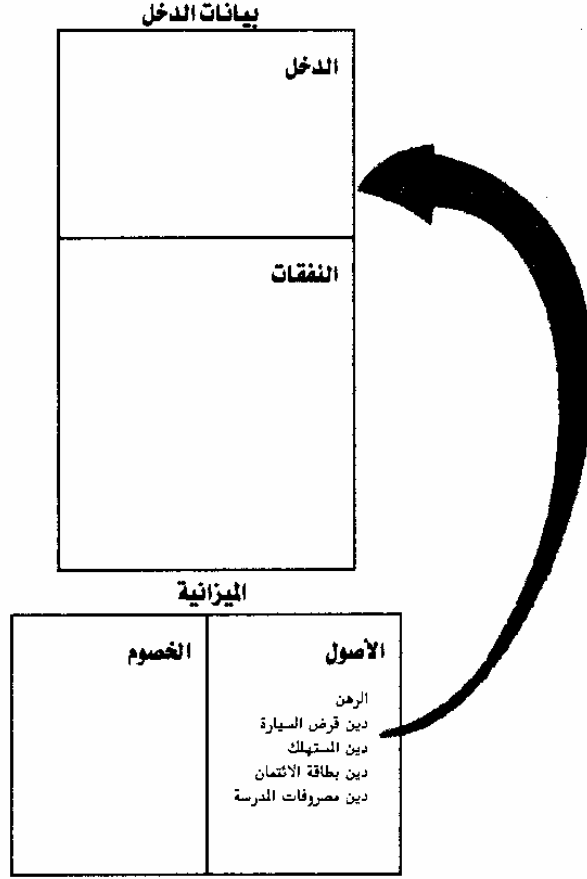 بيانات الدخل
الدخل
النفقات
الميزانية
الأصول
الخصوم
الرهن
دين قرض السيارة
دين المستهلك
دين بطاقة الائتمان
دين مصروفات المدرسة